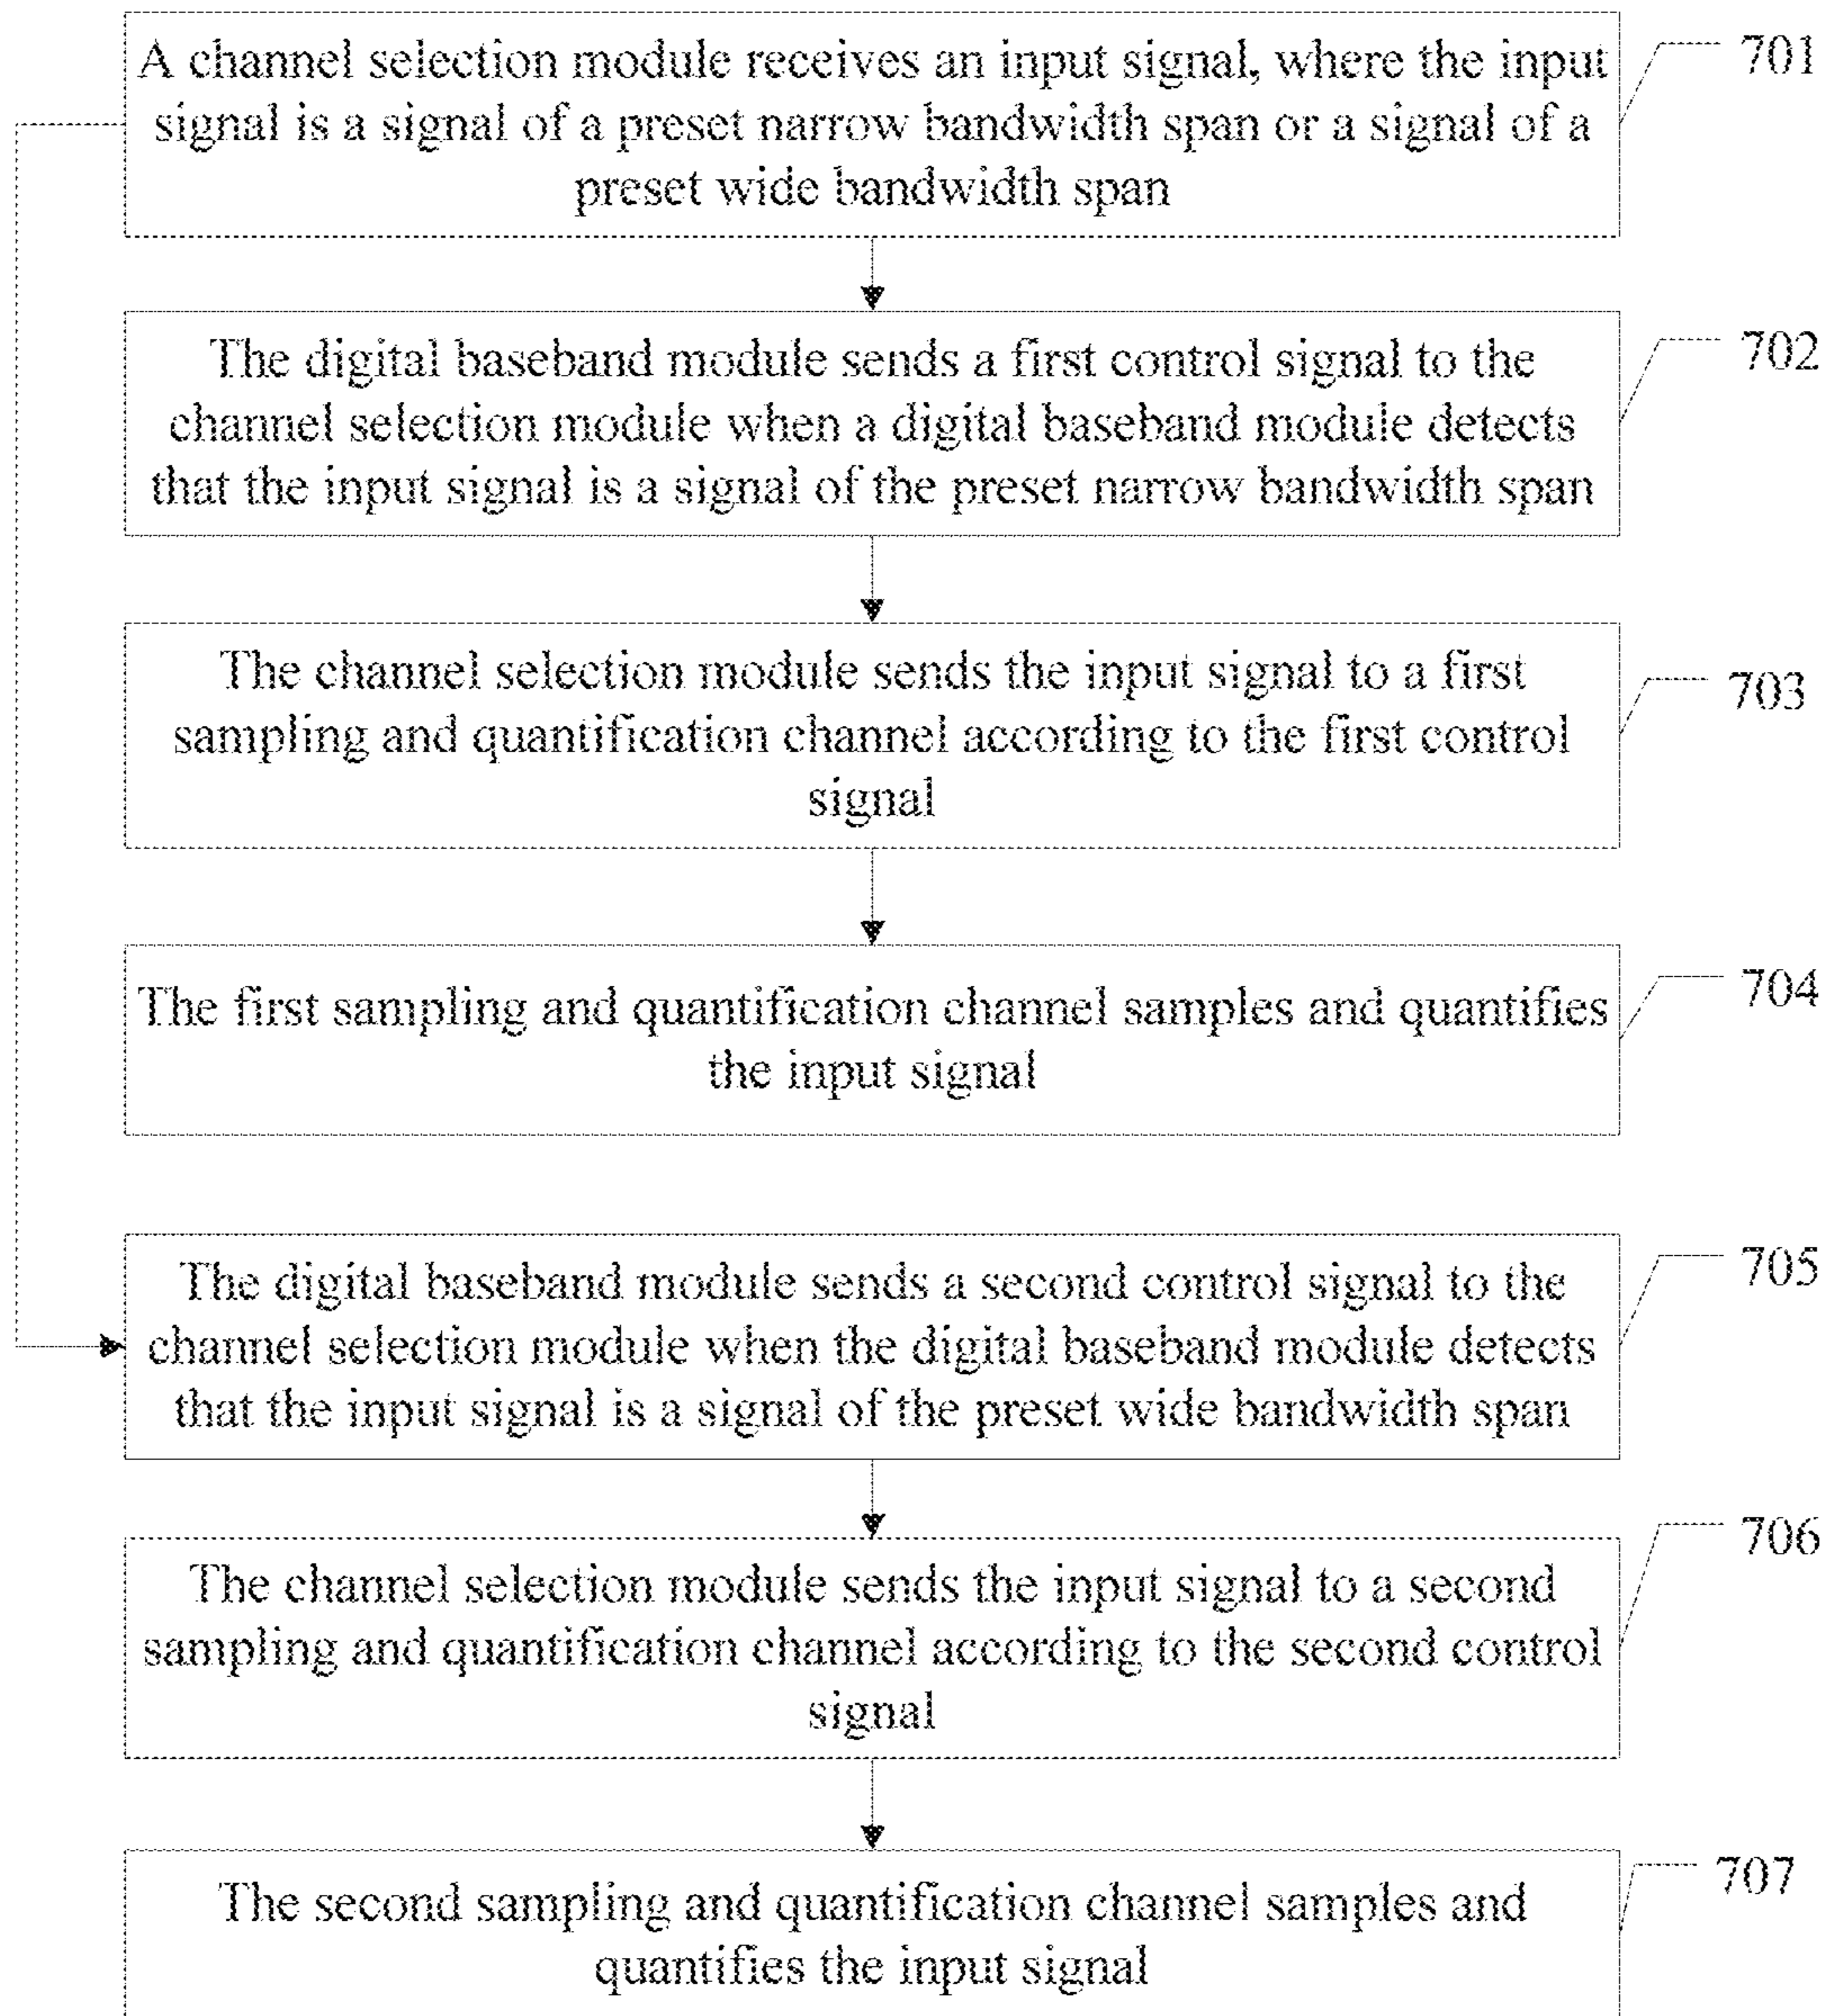 A channel selection module receives an input signal, where the input
signal is a signal of a preset narrow bandwidth span or a signal of a
preset wide bandwidth span
701
The digital baseband module sends a first control signal to the
channel selection module when a digital baseband module detects
that the input signal is a signal of the preset narrow bandwidth span
702
The channel selection module sends the input signal to a first
sampling and quantification channel according to the first control
signal
703
The first sampling and quantification channel samples and quantifies
the input signal
704
The digital baseband module sends a second control signal to the
channel selection module when the digital baseband module detects
that the input signal is a signal of the preset wide bandwidth span
705
The channel selection module sends the input signal to a second
sampling and quantification channel according to the second control
signal
706
The second sampling and quantification channel samples and
quantifies the input signal
707